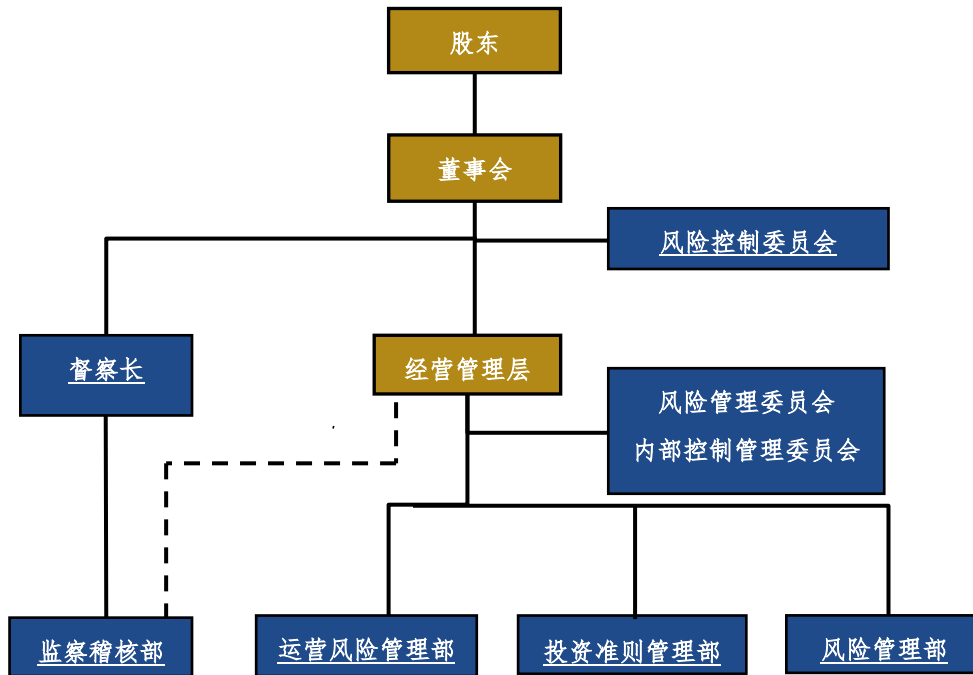 股东
董事会
风险控制委员会
督察长
经营管理层
风险管理委员会
内部控制管理委员会
监察稽核部
运营风险管理部
投资准则管理部
风险管理部